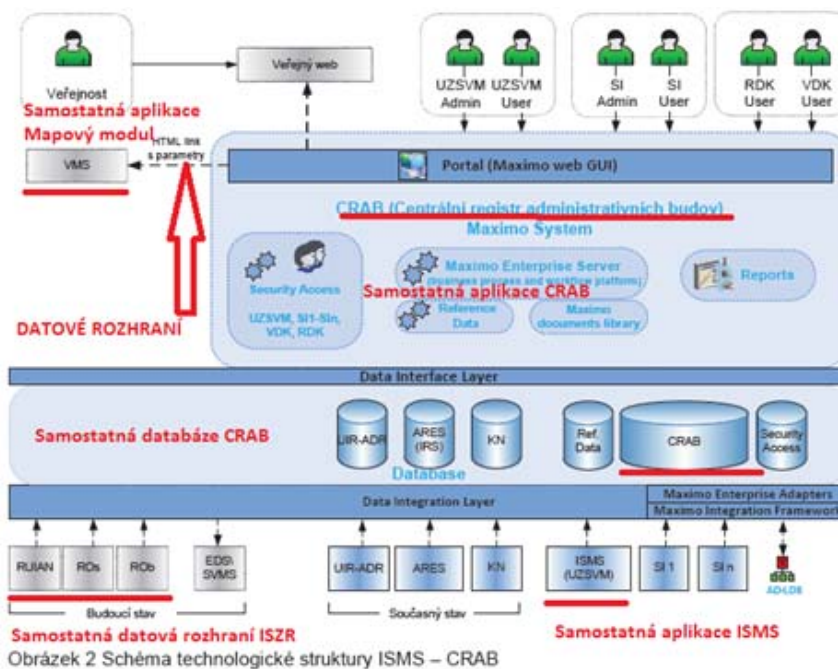 Veřejnost
Veřejný web
UZSVM Admin
UZSVM User
SI Admin
SI User
RDK User
VDK User
Samostatná aplikace
Mapový modul
HTML link
s parametry
VMS
Portal (Maximo web GUI)
CRAB (Centrální registr administrativních budov)
Maximo System
Security Access
UZSVM, SI1-SIn,
VDK, RDK
Maximo Enterprise Server
(business process and workflow platform)
Samostatná aplikace CRAB
Reference
Data
Maximo
documents library
Reports
DATOVÉ ROZHRANÍ
Data Interface Layer
Samostatná databáze CRAB
UIR-ADR
ARES
(IRS)
KN
Ref.
Data
CRAB
Security
Access
Database
Data Integration Layer
Maximo Enterprise Adapters
Maximo Integration Framework
RUIAN
ROs
ROb
EDS\
SVMS
UIR-ADR
ARES
KN
ISMS
(UZSVM)
SI 1
SI n
AD-LDS
Budoucí stav
Současný stav
Samostatná datová rozhraní ISZR
Samostatná aplikace ISMS
Obrázek 2 Schéma technologické struktury ISMS – CRAB